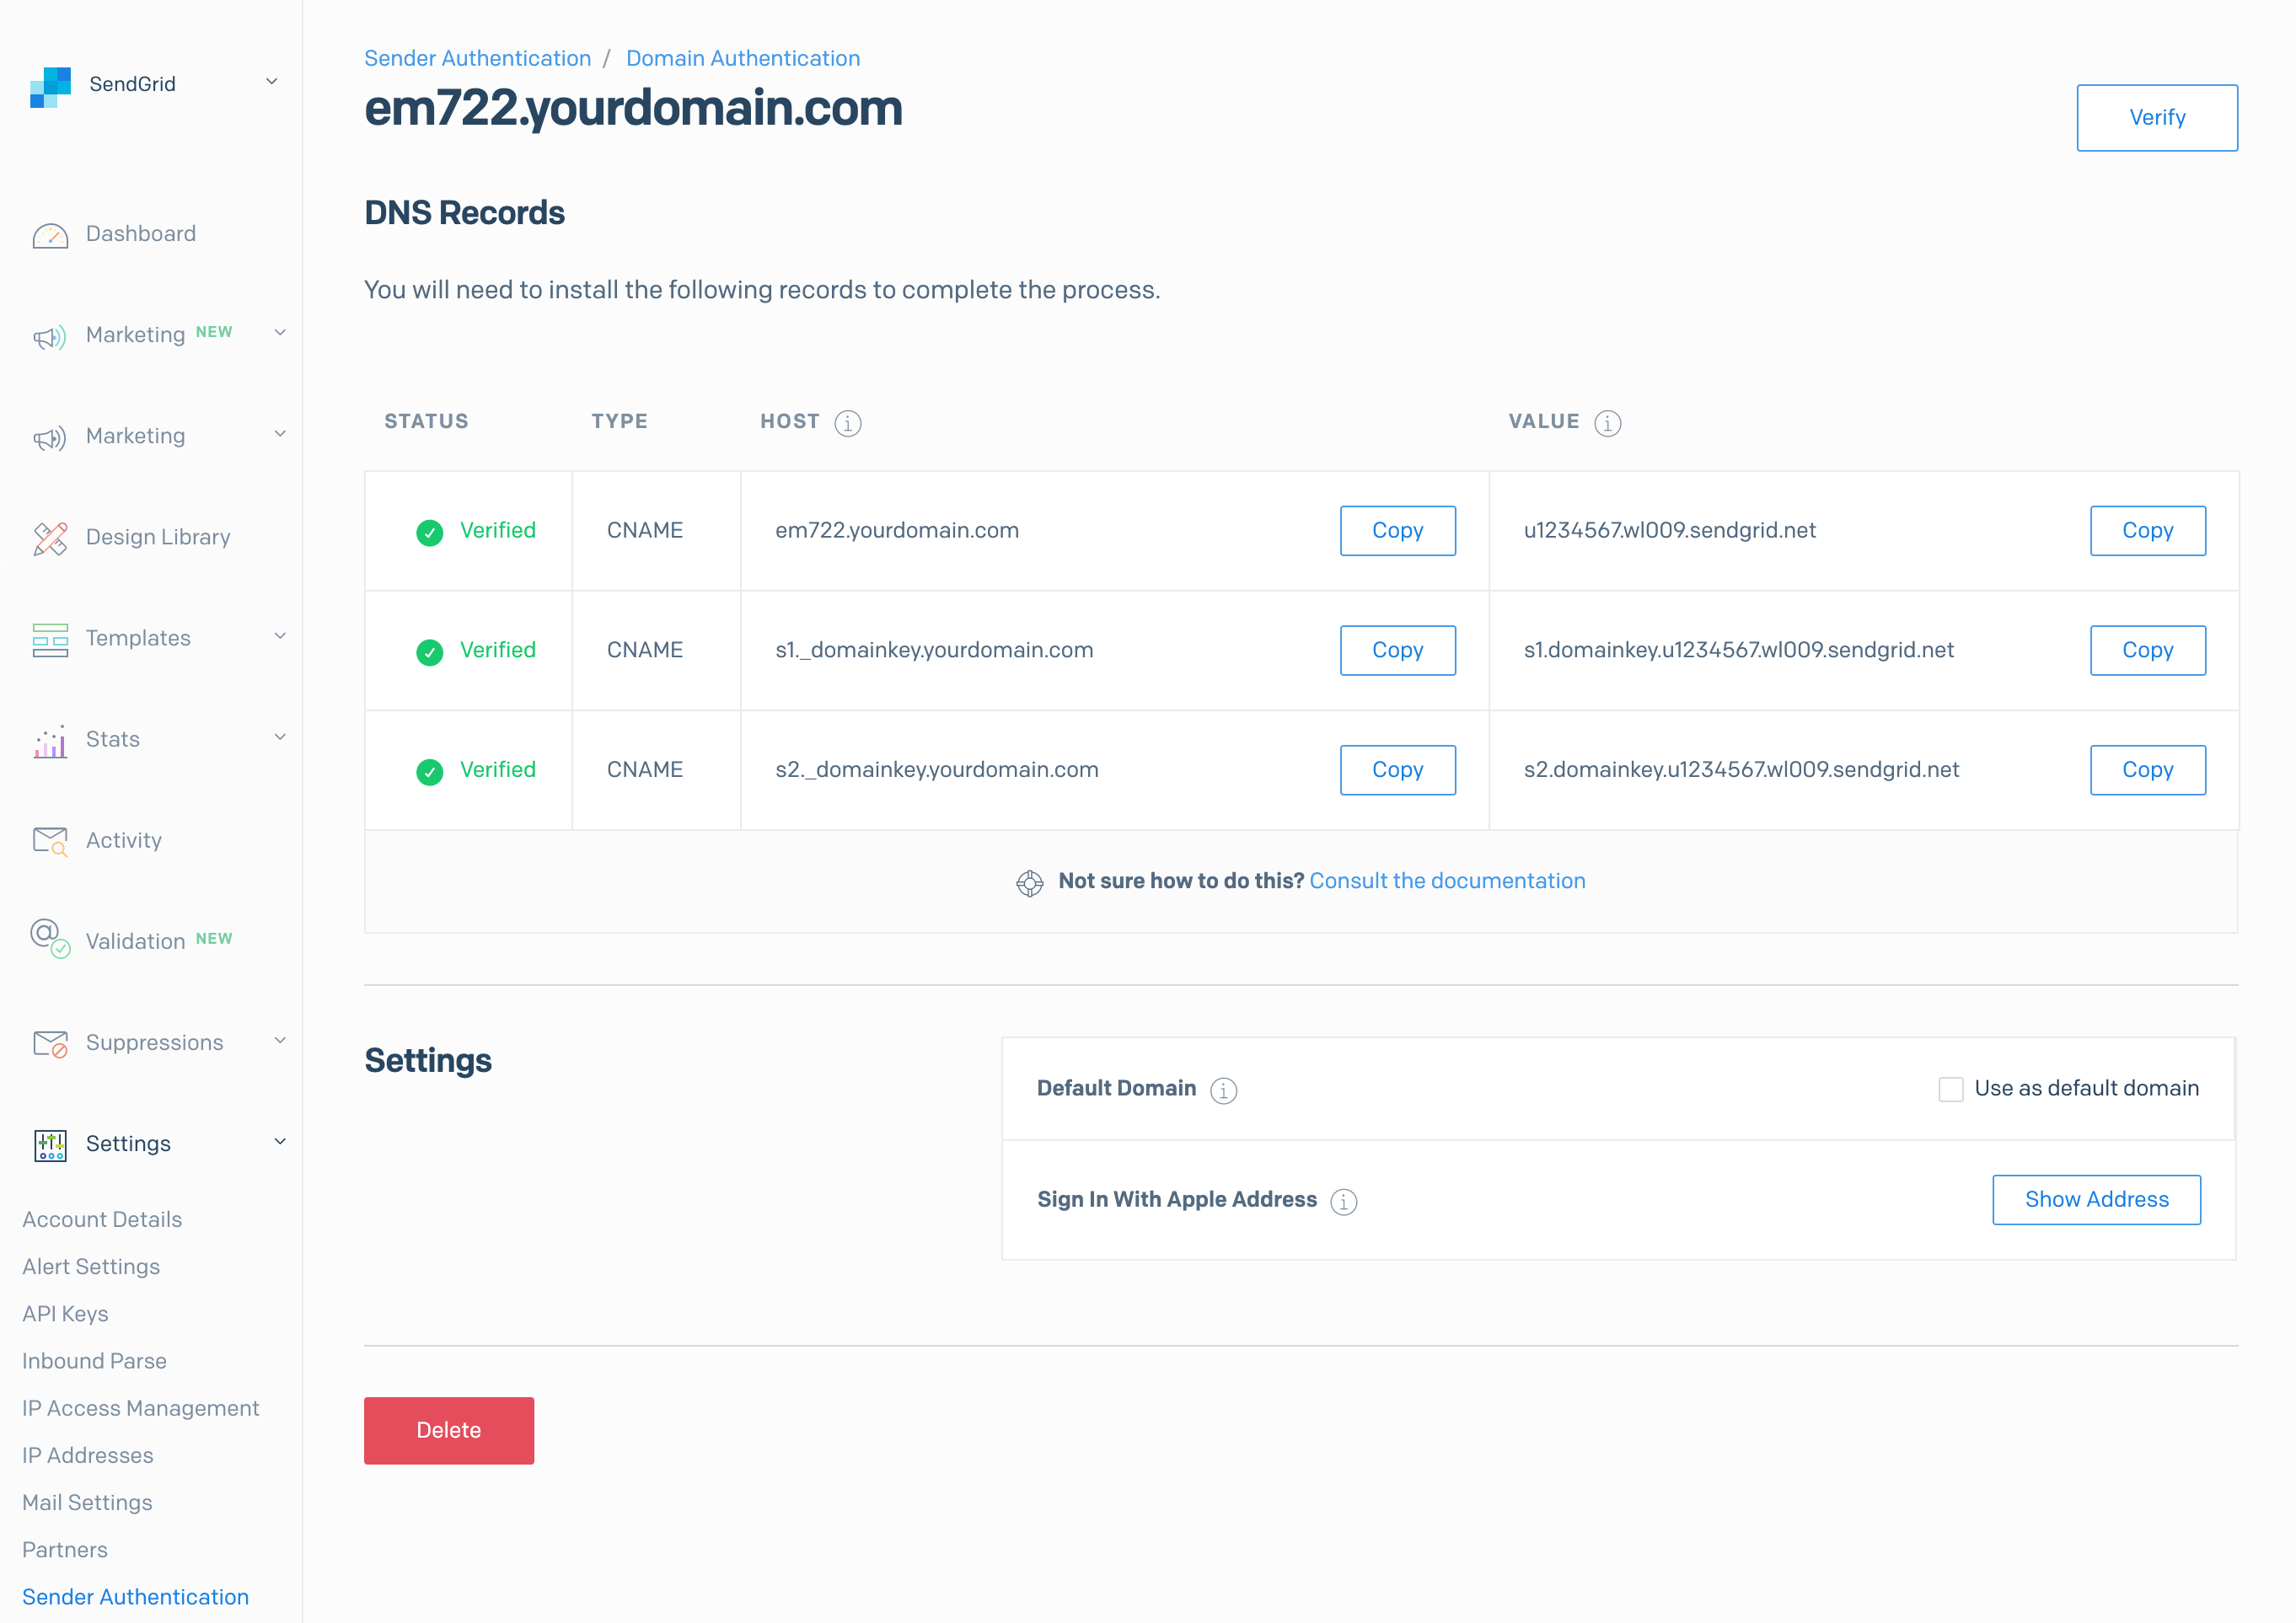 SendGrid
Dashboard
Marketing NEW
Marketing
Design Library
Templates
Stats
Activity
Validation NEW
Suppressions
Settings
Account Details
Alert Settings
API Keys
Inbound Parse
IP Access Management
IP Addresses
Mail Settings
Partners
Sender Authentication
Sender Authentication / Domain Authentication
em722.yourdomain.com
Verify
DNS Records
You will need to install the following records to complete the process.
STATUS TYPE HOST VALUE
Verified CNAME em722.yourdomain.com Copy u1234567.wl009.sendgrid.net Copy
Verified CNAME s1._domainkey.yourdomain.com Copy s1.domainkey.u1234567.wl009.sendgrid.net Copy
Verified CNAME s2._domainkey.yourdomain.com Copy s2.domainkey.u1234567.wl009.sendgrid.net Copy
Not sure how to do this? Consult the documentation
Settings
Default Domain Use as default domain
Sign In With Apple Address Show Address
Delete